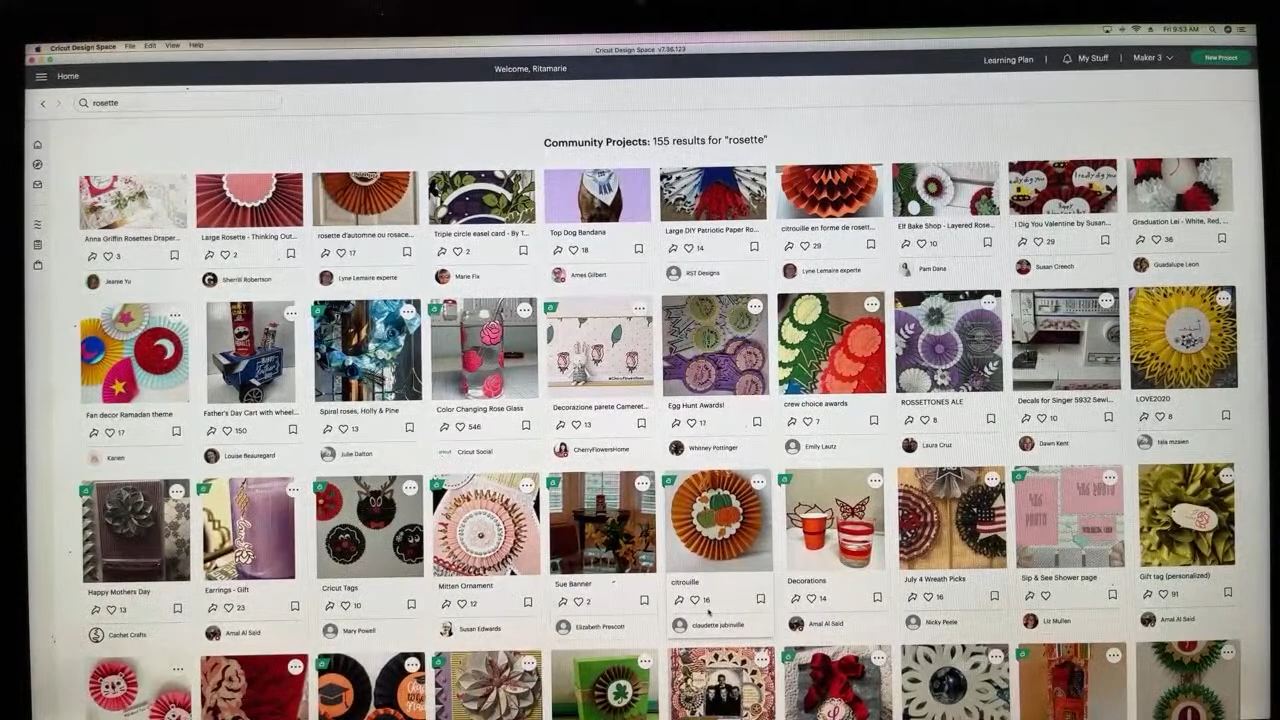 Cricut Design Space File Edit View Help
Cricut Design Space v7.36.123
Fri 9:53 AM
Home
Welcome, Ritamarie
Learning Plan
My Stuff
Maker 3
New Project
rosette
Community Projects: 155 results for "rosette"
Anna Griffin Rosettes Draper...
Large Rosette - Thinking Out...
rosette d'automne ou rosace...
Triple circle easel card - By T...
Top Dog Bandana
Large DIY Patriotic Paper Ro...
citrouille en forme de rosett...
Elf Bake Shop - Layered Rose...
I Dig You Valentine by Susan...
Graduation Lei - White, Red, ...
3
2
17
2
18
14
29
10
29
36
Jeanie Yu
Sherrill Robertson
Lyne Lemaire experte
Marie Fix
Ames Gilbert
RST Designs
Lyne Lemaire experte
Pam Dana
Susan Creech
Guadalupe Leon
Fan decor Ramadan theme
Father's Day Cart with wheel...
Spiral roses, Holly & Pine
Color Changing Rose Glass
Decorazione parete Cameret...
Egg Hunt Awards!
crew choice awards
ROSSETTONES ALE
Decals for Singer 5932 Sewi...
LOVE2020
17
150
13
546
13
17
7
8
10
8
Louise Beauregard
Julie Dalton
Cricut Social
CherryFlowersHome
Whitney Pottinger
Emily Lautz
Laura Cruz
Dawn Kent
Happy Mothers Day
Earrings - Gift
Cricut Tags
Mitten Ornament
Sue Banner
citrouille
Decorations
July 4 Wreath Picks
Sip & See Shower page
Gift tag (personalized)
13
23
10
12
2
16
14
16
91
Cachet Crafts
Amal Al Said
Mary Powell
Susan Edwards
Elizabeth Prescott
claudette jubinville
Amal Al Said
Nicky Peele
Liz Mullen
Amal Al Said